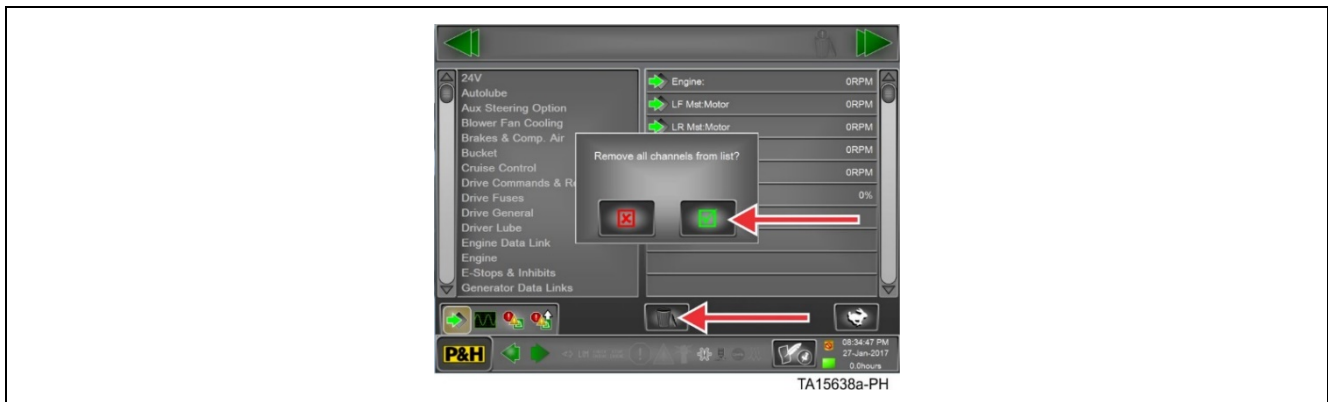 24V
Autolube
Aux Steering Option
Blower Fan Cooling
Brakes & Comp. Air
Bucket
Cruise Control
Drive Commands & Re
Drive Fuses
Drive General
Driver Lube
Engine Data Link
Engine
E-Stops & Inhibits
Generator Data Links
Engine: 0RPM
LF Mst:Motor 0RPM
LR Mst:Motor 0RPM
0RPM
0RPM
0%
Remove all channels from list?
P&H
08:34:47 PM
27-Jan-2017
0.0hours
TA15638a-PH